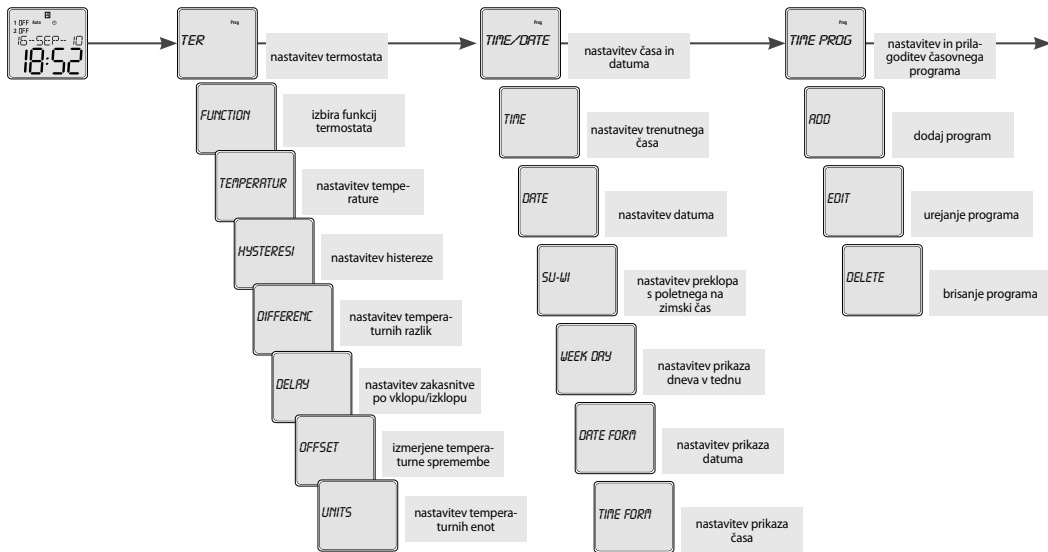 1 OFF Auto
2 OFF
16-SEP-10
18:52
Prog
TER
nastavitev termostata
FUNCTION
izbira funkcij
termostata
TEMPERATUR
nastavitev tempe-
rature
HYSTERESI
nastavitev histereze
DIFFERENC
nastavitev tempera-
turnih razlik
DELAY
nastavitev zakasnitve
po vklopu/izklopu
OFFSET
izmerjene tempera-
turne spremembe
UNITS
nastavitev tempera-
turnih enot
Prog
TIME/DATE
nastavitev časa in
datuma
TIME
nastavitev trenutnega
časa
DATE
nastavitev datuma
SU-WI
nastavitev preklopa
s poletnega na
zimski čas
WEEK DAY
nastavitev prikaza
dneva v tednu
DATE FORM
nastavitev prikaza
datuma
TIME FORM
nastavitev prikaza
časa
Prog
TIME PROG
nastavitev in prila-
goditev časovnega
programa
ADD
dodaj program
EDIT
urejanje programa
DELETE
brisanje programa